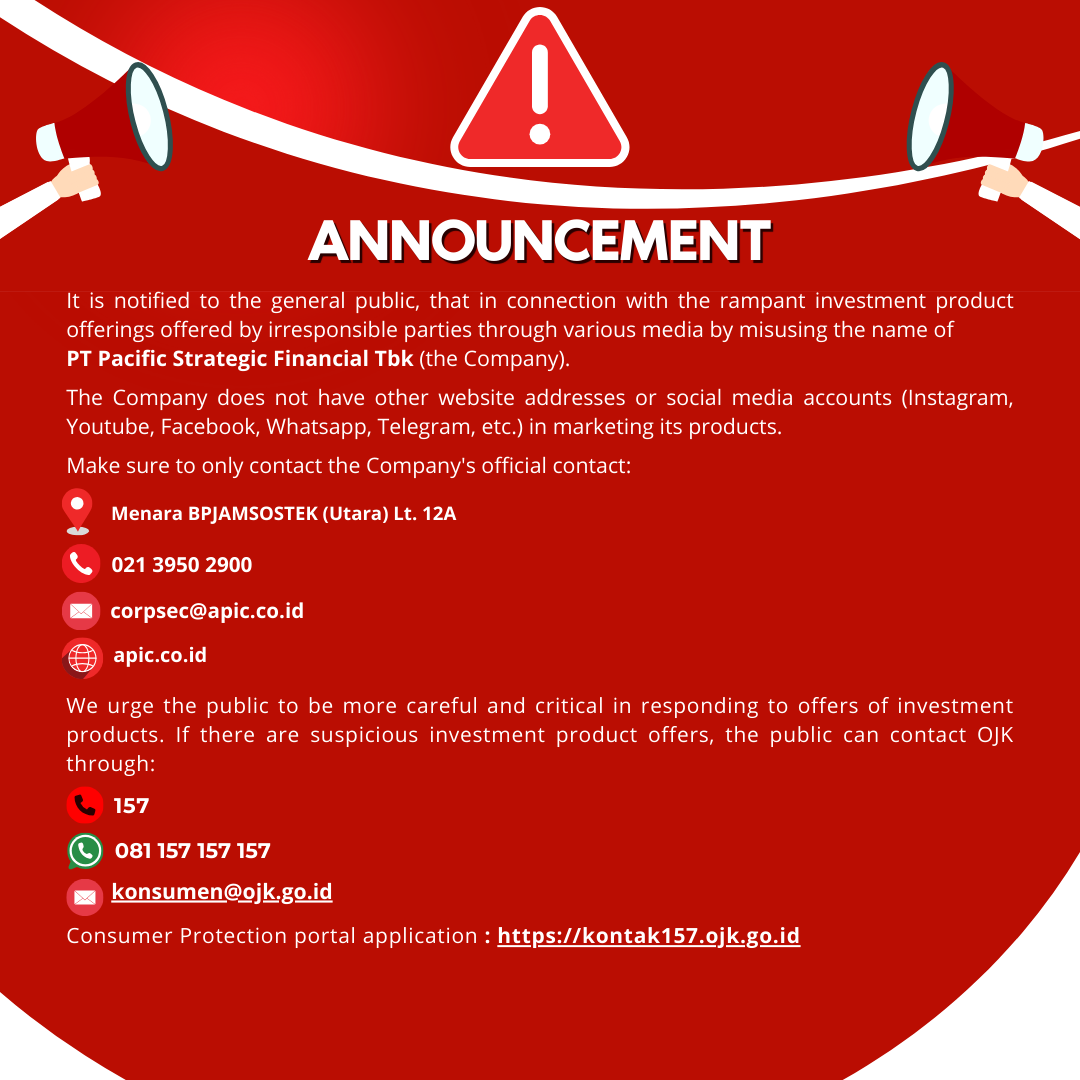 ANNOUNCEMENT
It is notified to the general public, that in connection with the rampant investment product
offerings offered by irresponsible parties through various media by misusing the name of
PT Pacific Strategic Financial Tbk (the Company).
The Company does not have other website addresses or social media accounts (Instagram,
Youtube, Facebook, Whatsapp, Telegram, etc.) in marketing its products.
Make sure to only contact the Company's official contact:
Menara BPJAMSOSTEK (Utara) Lt. 12A
021 3950 2900
corpsec@apic.co.id
apic.co.id
We urge the public to be more careful and critical in responding to offers of investment
products. If there are suspicious investment product offers, the public can contact OJK
through:
157
081 157 157 157
konsumen@ojk.go.id
Consumer Protection portal application : https://kontak157.ojk.go.id